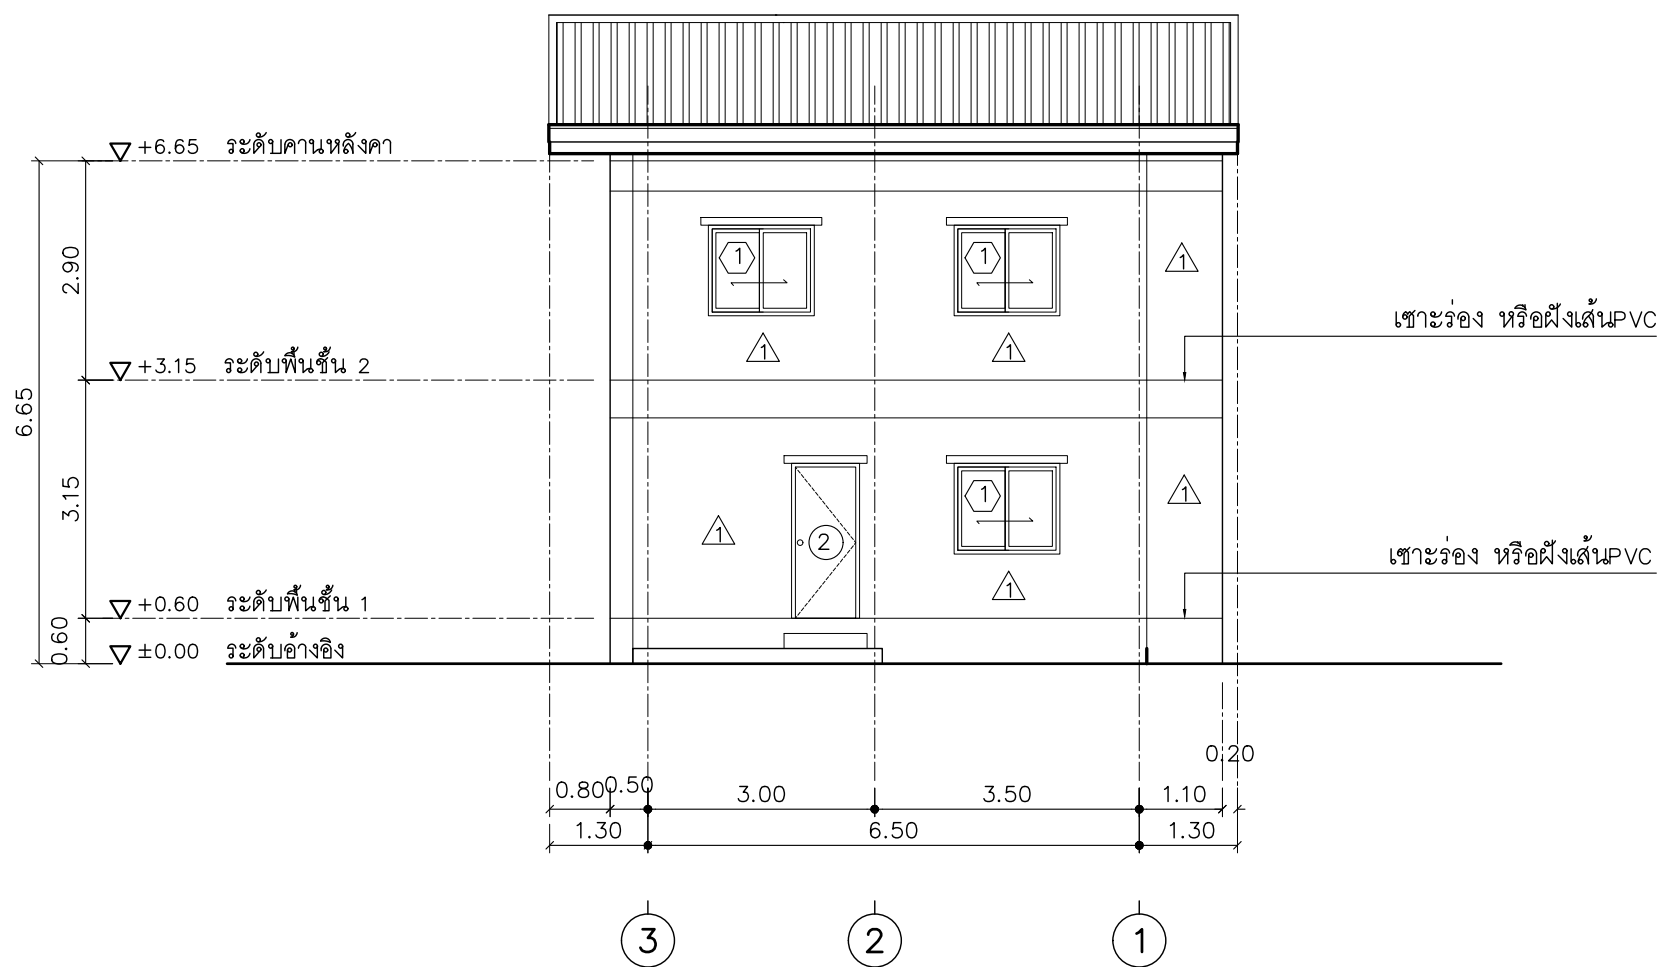 +6.65 ระดับคานหลังคา
2.90
1
1
1
เซาะร่อง หรือฝังเส้นPVC
1
1
+3.15 ระดับพื้นชั้น 2
6.65
3.15
1
1
1
2
เซาะร่อง หรือฝังเส้นPVC
1
+0.60 ระดับพื้นชั้น 1
0.60
±0.00 ระดับอ้างอิง
0.20
0.80 0.50 3.00 3.50 1.10
1.30 6.50 1.30
3 2 1